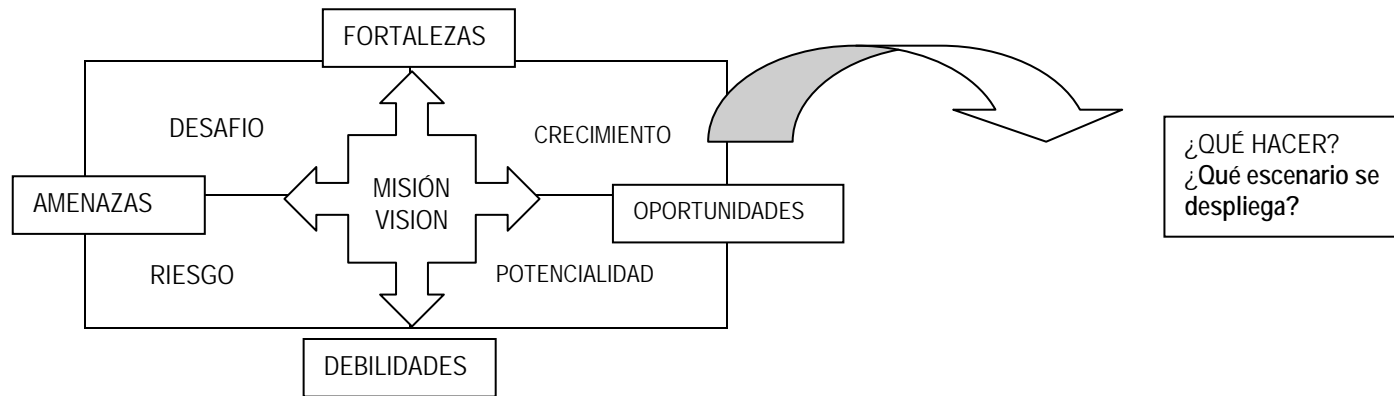 FORTALEZAS
DESAFIO
CRECIMIENTO
AMENAZAS
MISIÓN
VISION
OPORTUNIDADES
RIESGO
POTENCIALIDAD
DEBILIDADES
¿QUÉ HACER?
¿Qué escenario se
despliega?